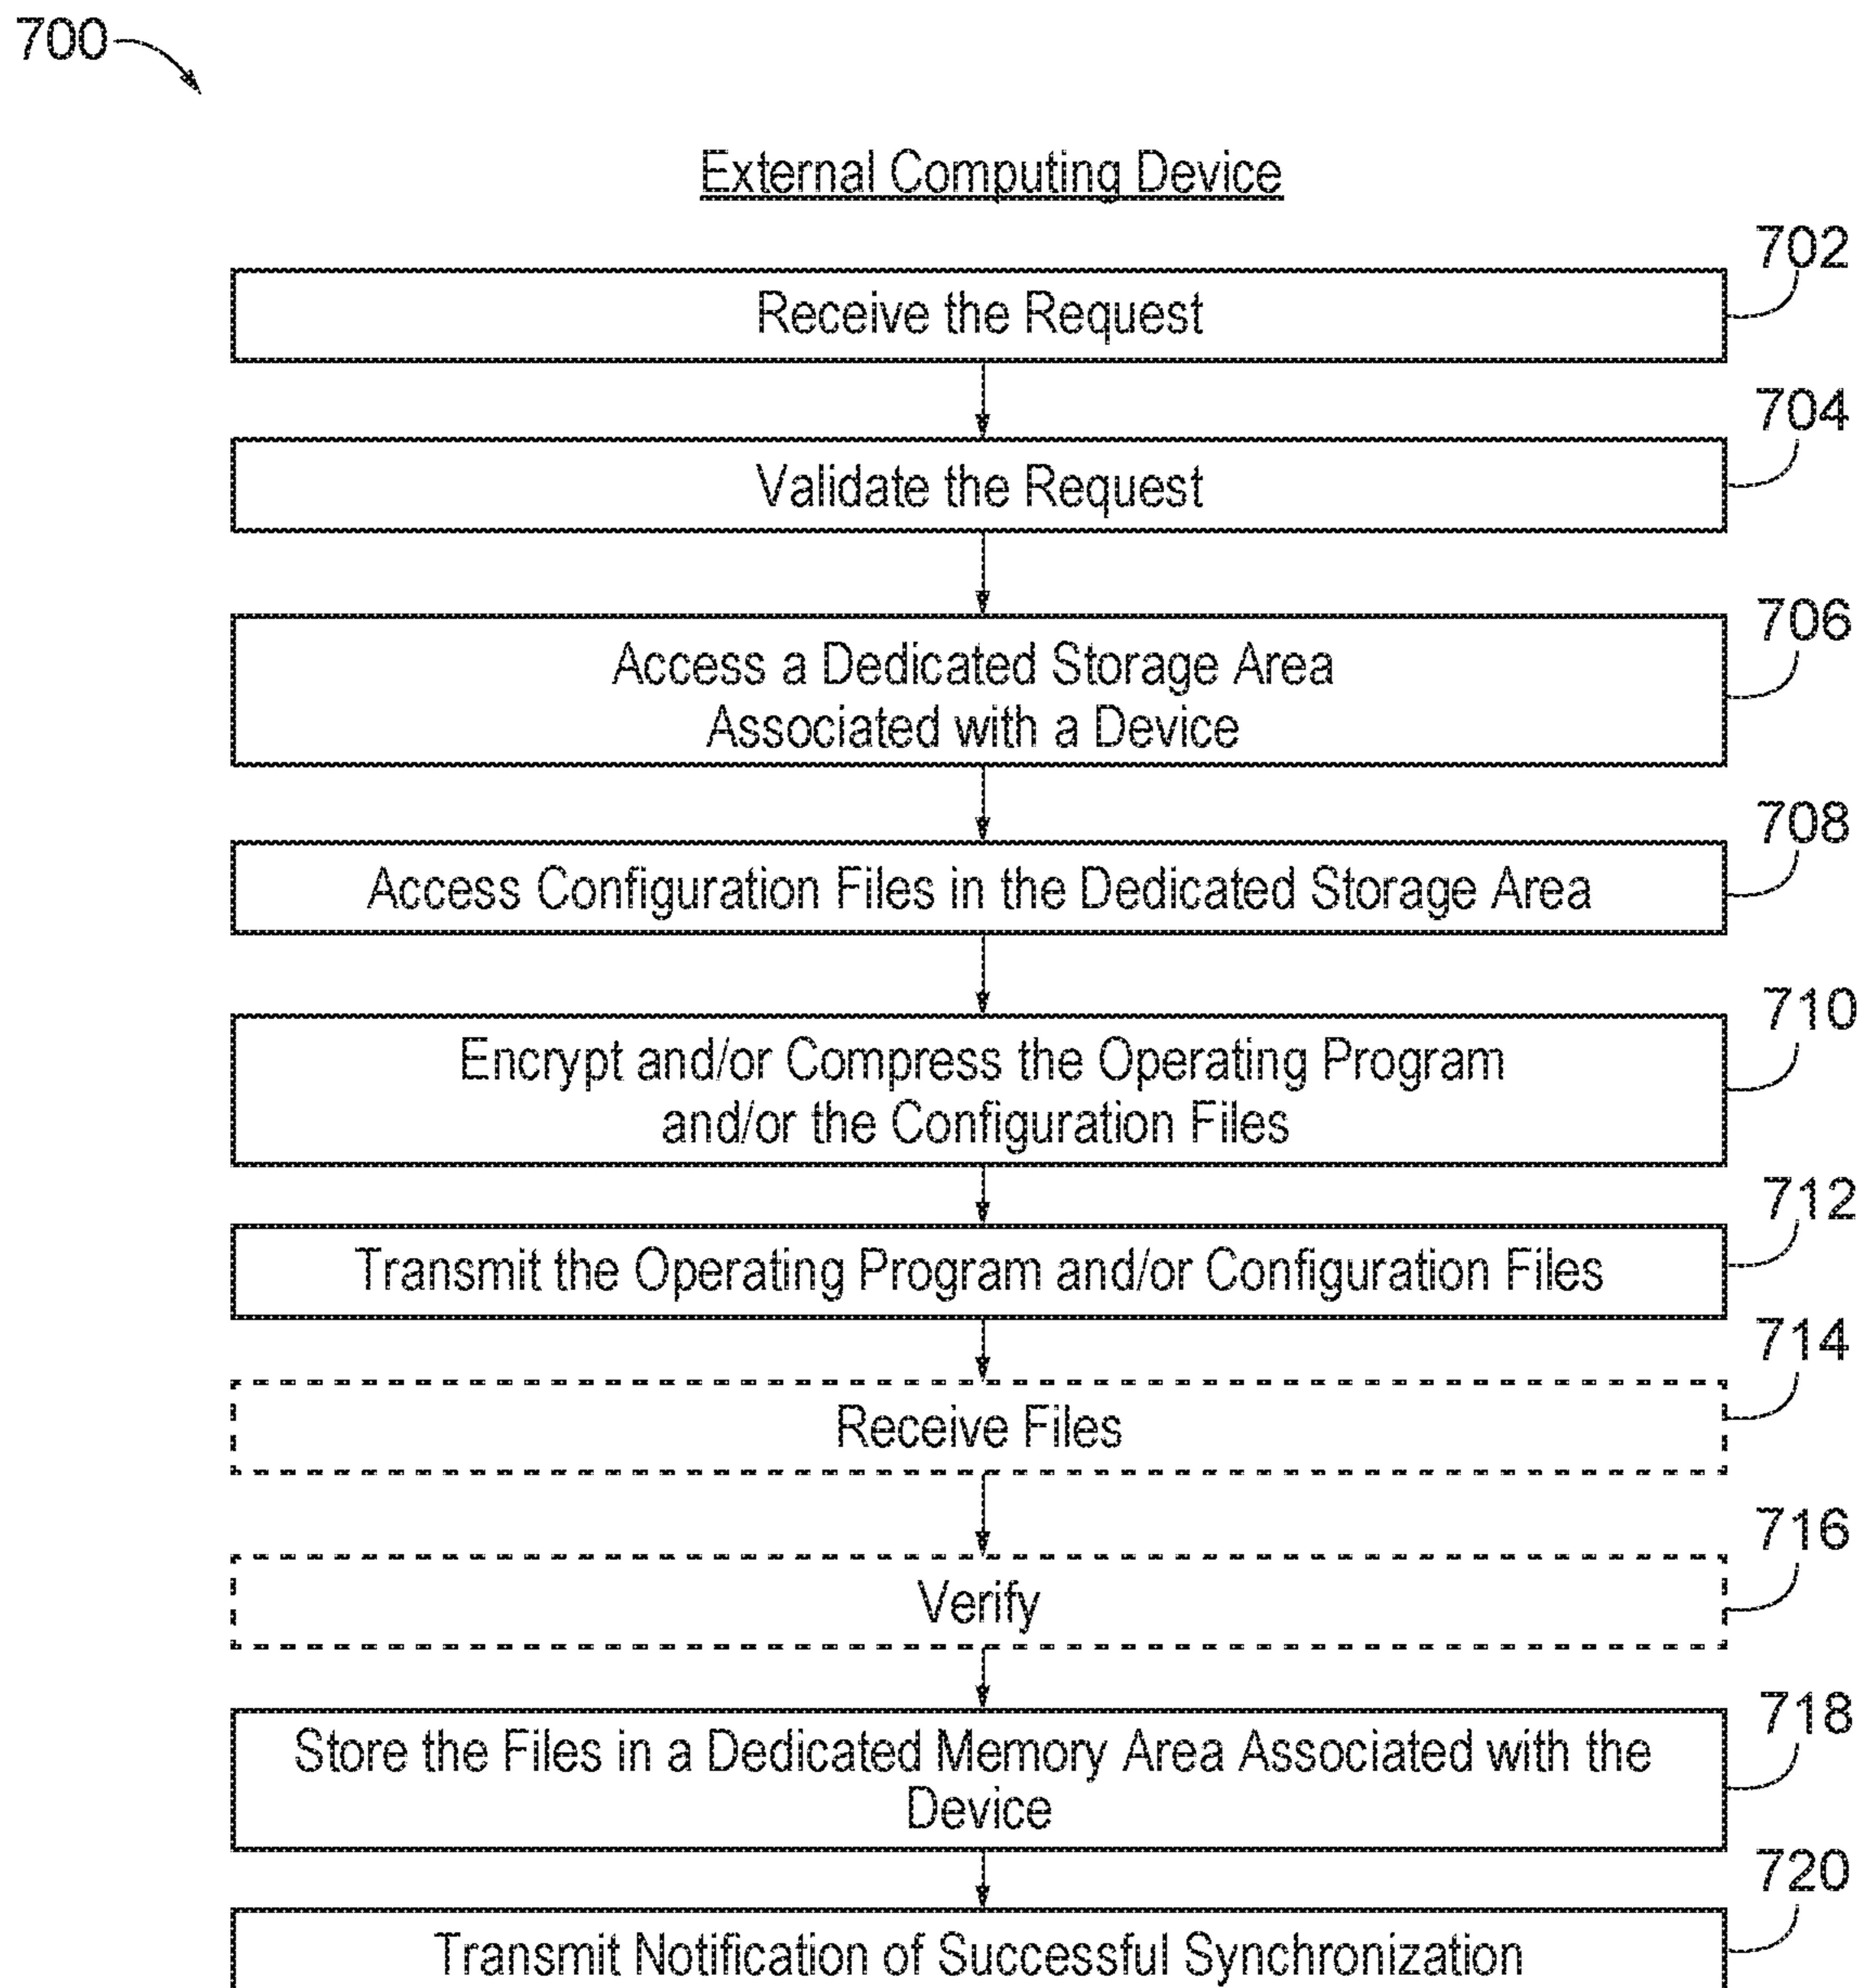 700
External Computing Device
702
Receive the Request
704
Validate the Request
706
Access a Dedicated Storage Area
Associated with a Device
708
Access Configuration Files in the Dedicated Storage Area
710
Encrypt and/or Compress the Operating Program
and/or the Configuration Files
712
Transmit the Operating Program and/or Configuration Files
714
Receive Files
716
Verify
718
Store the Files in a Dedicated Memory Area Associated with the
Device
720
Transmit Notification of Successful Synchronization